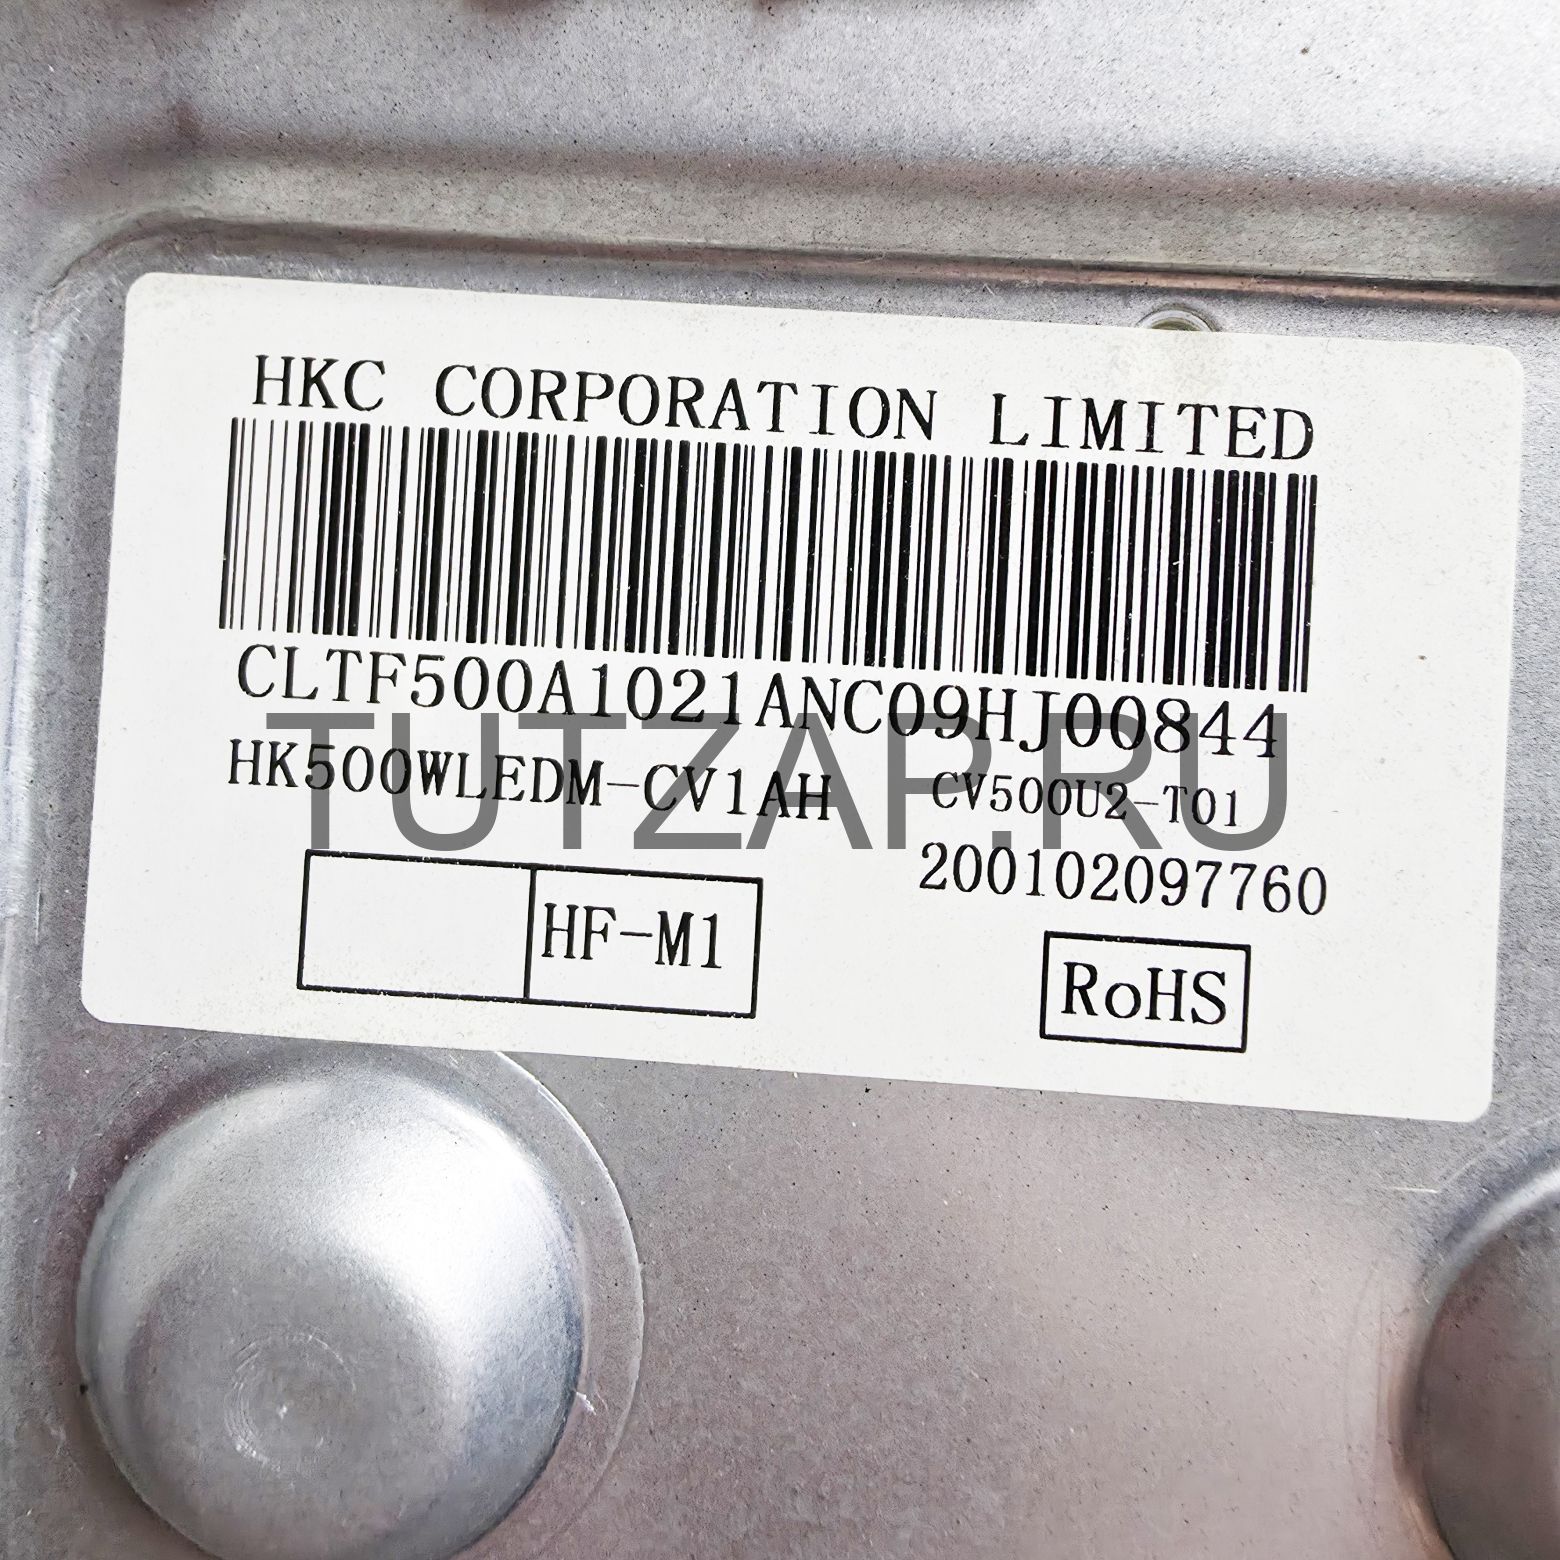 HKC CORPORATION LIMITED
CLTF500A1021ANC09HJ00844
HK500WLEDM-CV1AH CV500U2-T01
TUTZAP.RU
200102097760
HF-M1
RoHS